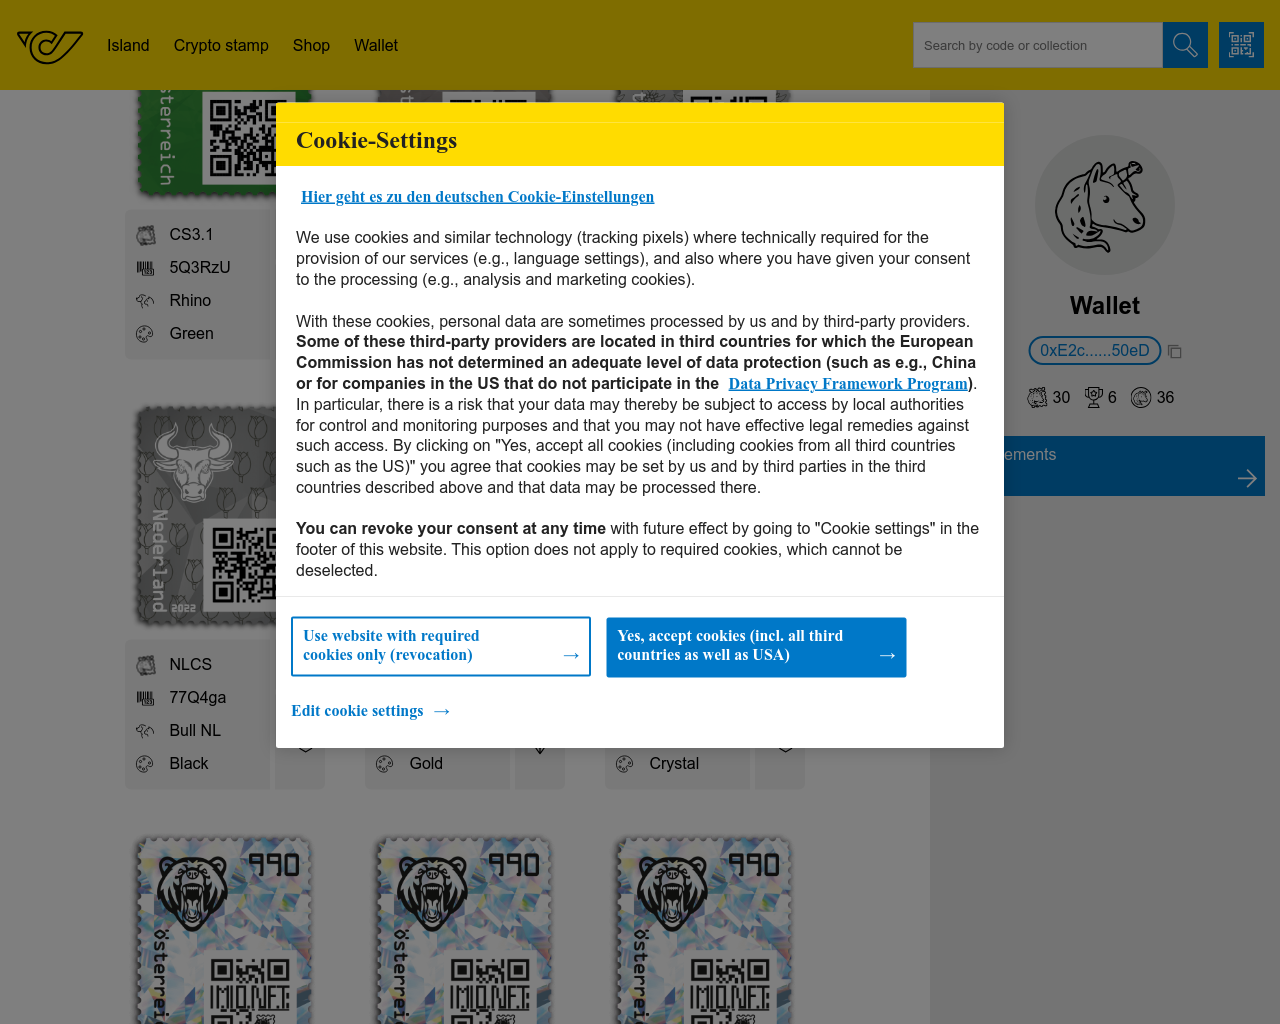 Island Crypto stamp Shop Wallet
Search by code or collection
sterreich
CS3.1
5Q3RzU
Rhino
Green
Cookie-Settings
Hier geht es zu den deutschen Cookie-Einstellungen
We use cookies and similar technology (tracking pixels) where technically required for the
provision of our services (e.g., language settings), and also where you have given your consent
to the processing (e.g., analysis and marketing cookies).
With these cookies, personal data are sometimes processed by us and by third-party providers.
Some of these third-party providers are located in third countries for which the European
Commission has not determined an adequate level of data protection (such as e.g., China
or for companies in the US that do not participate in the Data Privacy Framework Program).
In particular, there is a risk that your data may thereby be subject to access by local authorities
for control and monitoring purposes and that you may not have effective legal remedies against
such access. By clicking on "Yes, accept all cookies (including cookies from all third countries
such as the US)" you agree that cookies may be set by us and by third parties in the third
countries described above and that data may be processed there.
You can revoke your consent at any time with future effect by going to "Cookie settings" in the
footer of this website. This option does not apply to required cookies, which cannot be
deselected.
Use website with required
cookies only (revocation) →
Yes, accept cookies (incl. all third
countries as well as USA) →
Edit cookie settings →
Wallet
0xE2c......50eD
30 6 36
ements
Nederland
2022
NLCS
77Q4ga
Bull NL
Black
Gold
Crystal
990
österrei
990
österrei
990
österrei